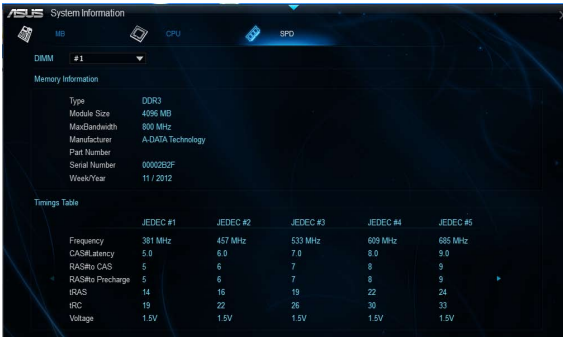 ASUS System Information
MB CPU SPD
DIMM #1
Memory Information
Type DDR3
Module Size 4096 MB
MaxBandwidth 800 MHz
Manufacturer A-DATA Technology
Part Number
Serial Number 00002B2F
Week/Year 11 / 2012
Timings Table
JEDEC #1 JEDEC #2 JEDEC #3 JEDEC #4 JEDEC #5
Frequency 381 MHz 457 MHz 533 MHz 609 MHz 685 MHz
CAS#Latency 5.0 6.0 7.0 8.0 9.0
RAS#to CAS 5 6 7 8 9
RAS#to Precharge 5 6 7 8 9
tRAS 14 16 19 22 24
tRC 19 22 26 30 33
Voltage 1.5V 1.5V 1.5V 1.5V 1.5V